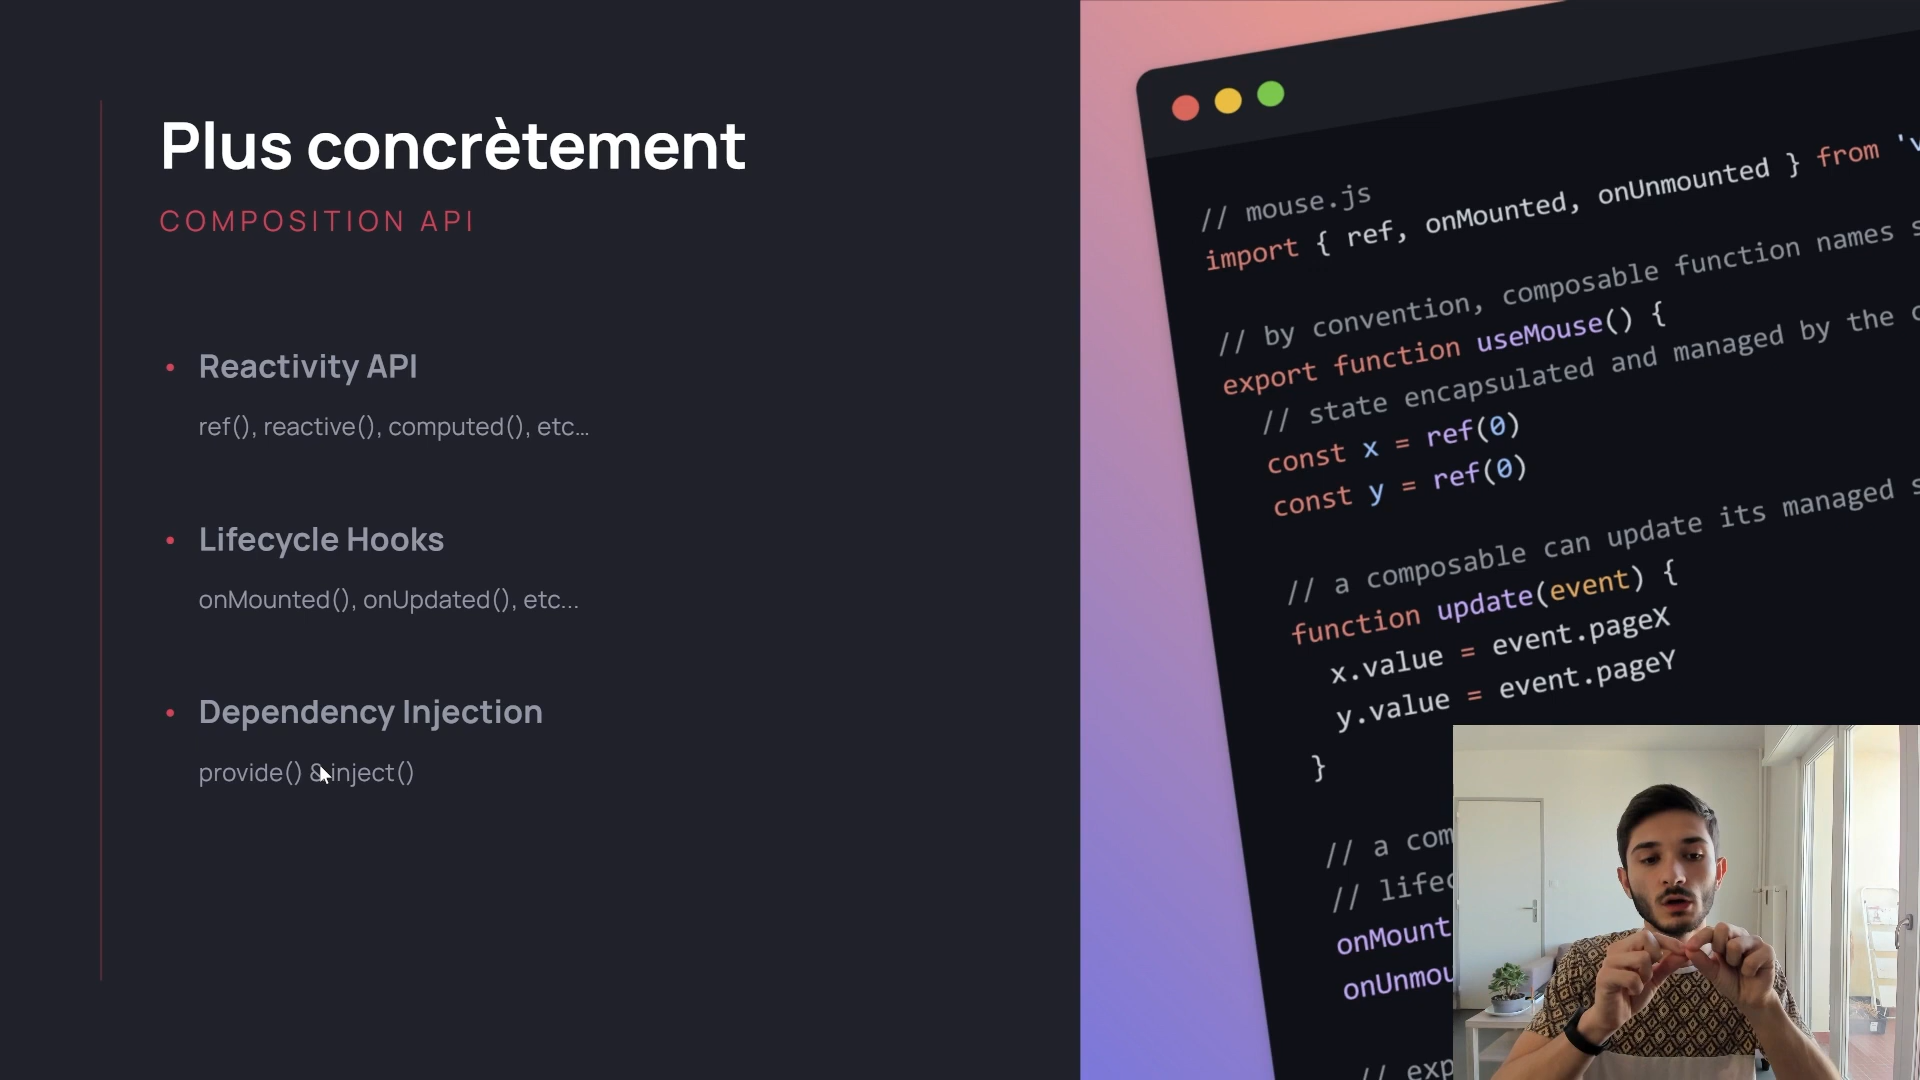 Plus concrètement
COMPOSITION API
Reactivity API
ref(), reactive(), computed(), etc...
Lifecycle Hooks
onMounted(), onUpdated(), etc...
Dependency Injection
provide() & inject()
// mouse.js
import { ref, onMounted, onUnmounted } from 'v
// by convention, composable function names s
export function useMouse() {
// state encapsulated and managed by the c
const x = ref(0)
const y = ref(0)
// a composable can update its managed s
function update(event) {
x.value = event.pageX
y.value = event.pageY
}
// a com
// lifec
onMount
onUnmou
// exp